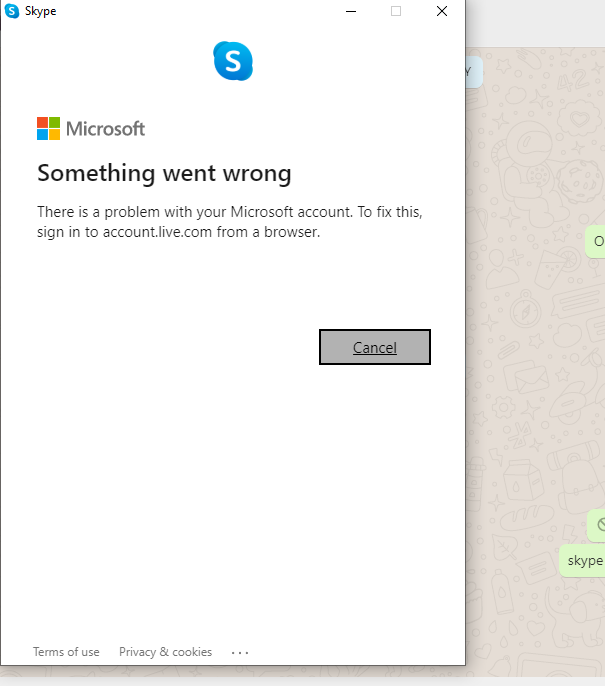 Skype
S
Microsoft
Something went wrong
There is a problem with your Microsoft account. To fix this,
sign in to account.live.com from a browser.
Cancel
Terms of use Privacy & cookies ...
Y
O
skype